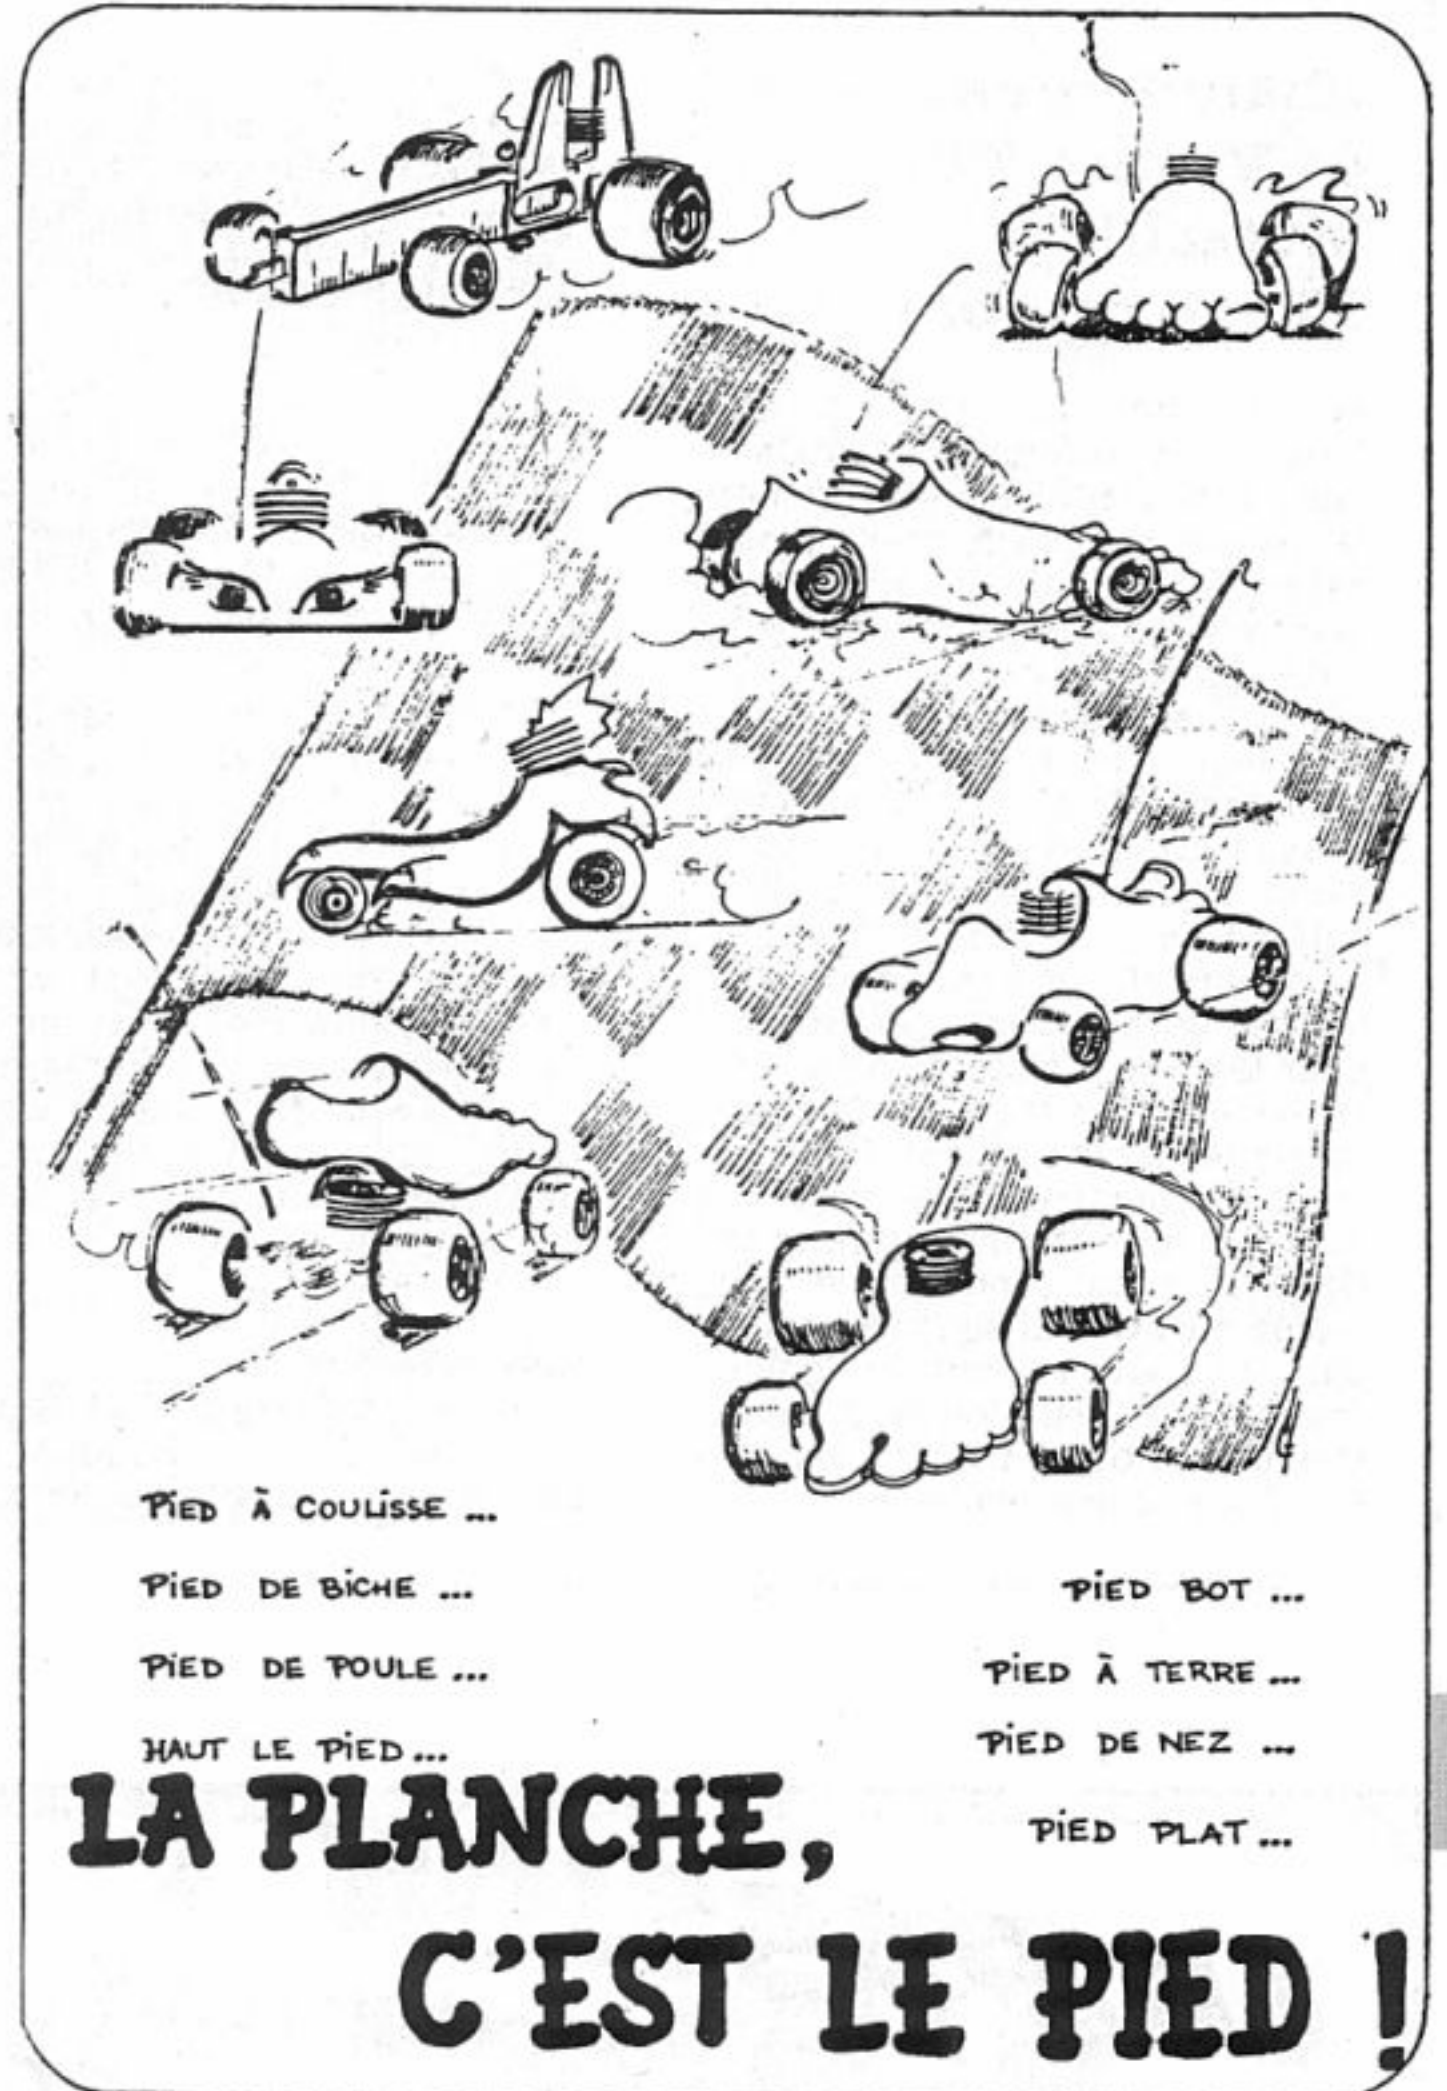 PiED À COULISSE ...
PiED DE BiCHE ...
PiED DE POULE ...
HAUT LE PiED ...
PiED BOT ...
PiED À TERRE ...
PiED DE NEZ ...
PiED PLAT ...
LA PLANCHE,
C'EST LE PIED !